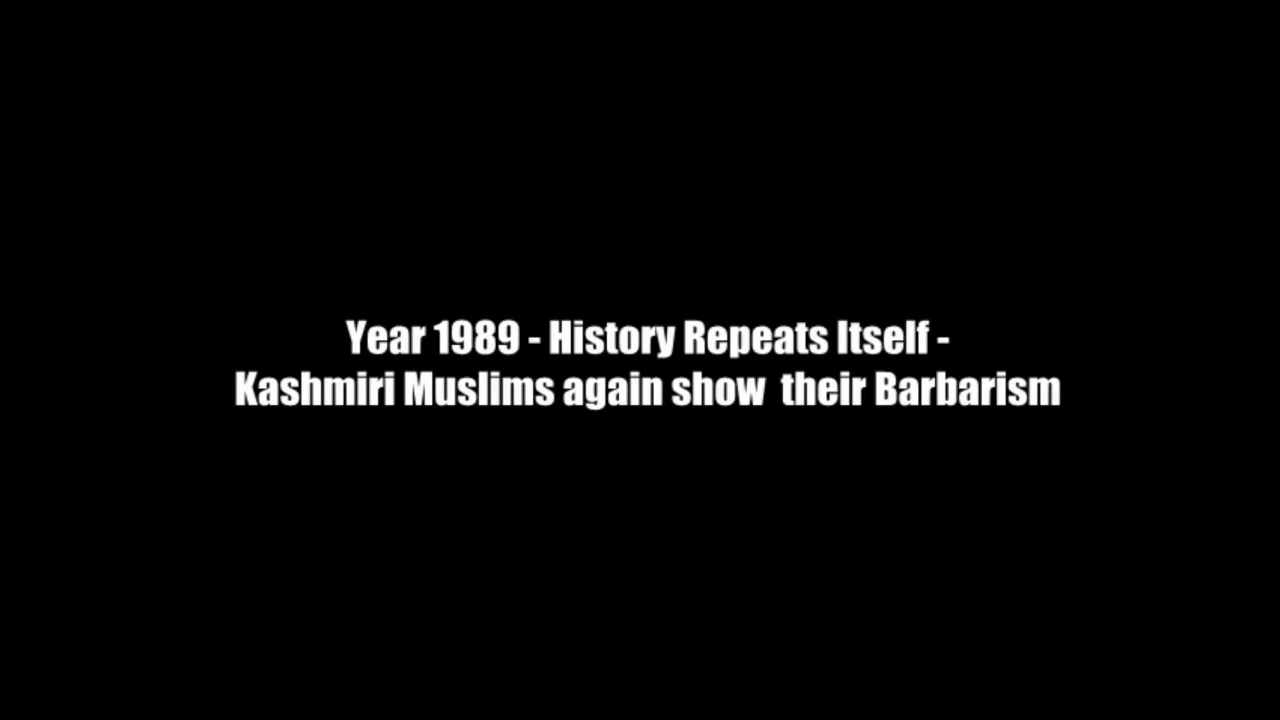 Year 1989 - History Repeats Itself -
Kashmiri Muslims again show  their Barbarism